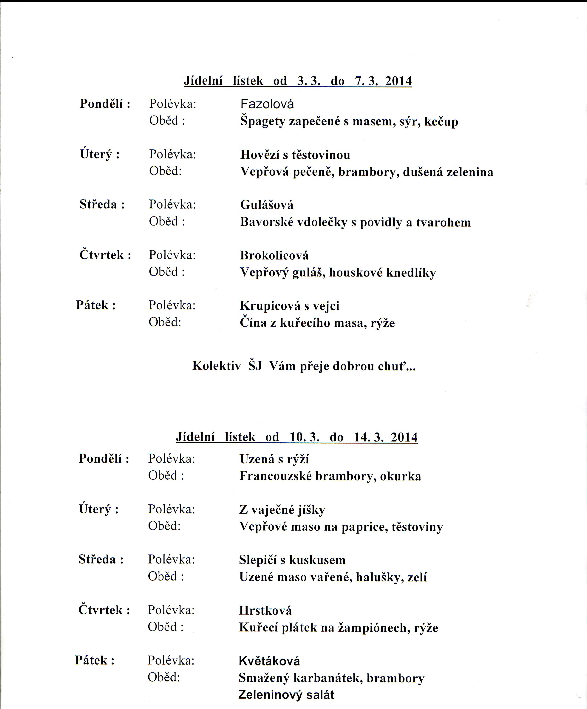 Jídelní lístek od 3. 3. do 7. 3. 2014
Pondělí : Polévka: Fazolová
Oběd : Špagety zapečené s masem, sýr, kečup
Úterý : Polévka: Hovězí s těstovinou
Oběd: Vepřová pečeně, brambory, dušená zelenina
Středa : Polévka: Gulášová
Oběd : Bavorské vdolečky s povidly a tvarohem
Čtvrtek : Polévka: Brokolicová
Oběd : Vepřový guláš, houskové knedlíky
Pátek : Polévka: Krupicová s vejci
Oběd: Čína z kuřecího masa, rýže
Kolektiv ŠJ Vám přeje dobrou chuť...
Jídelní lístek od 10. 3. do 14. 3. 2014
Pondělí : Polévka: Uzená s rýží
Oběd : Francouzské brambory, okurka
Úterý : Polévka: Z vaječné jíšky
Oběd: Vepřové maso na paprice, těstoviny
Středa : Polévka: Slepičí s kuskusem
Oběd : Uzené maso vařené, halušky, zelí
Čtvrtek : Polévka: Hrstková
Oběd : Kuřecí plátek na žampiónech, rýže
Pátek : Polévka: Květáková
Oběd: Smažený karbanátek, brambory
Zeleninový salát